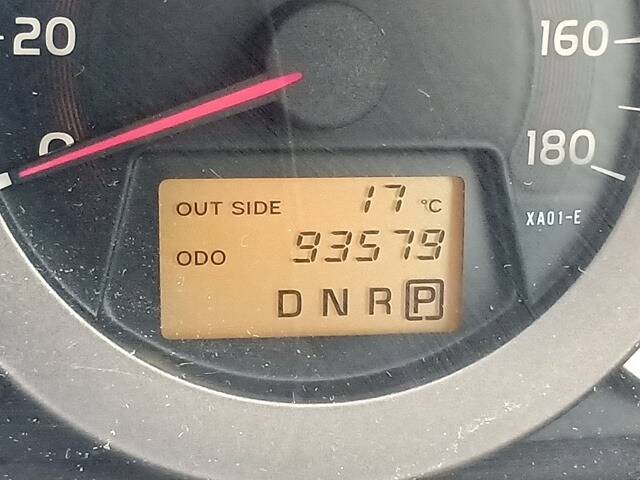 20
160
0
180
OUT SIDE 17 °C
XA01-E
ODO 93579
D N R P